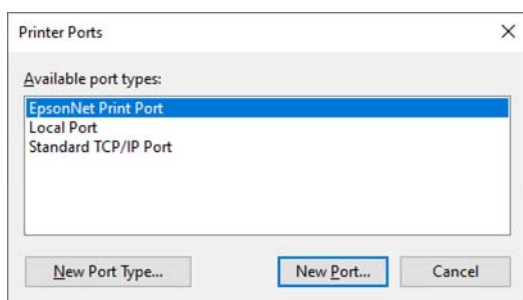 Printer Ports
Available port types:
EpsonNet Print Port
Local Port
Standard TCP/IP Port
New Port Type... New Port... Cancel